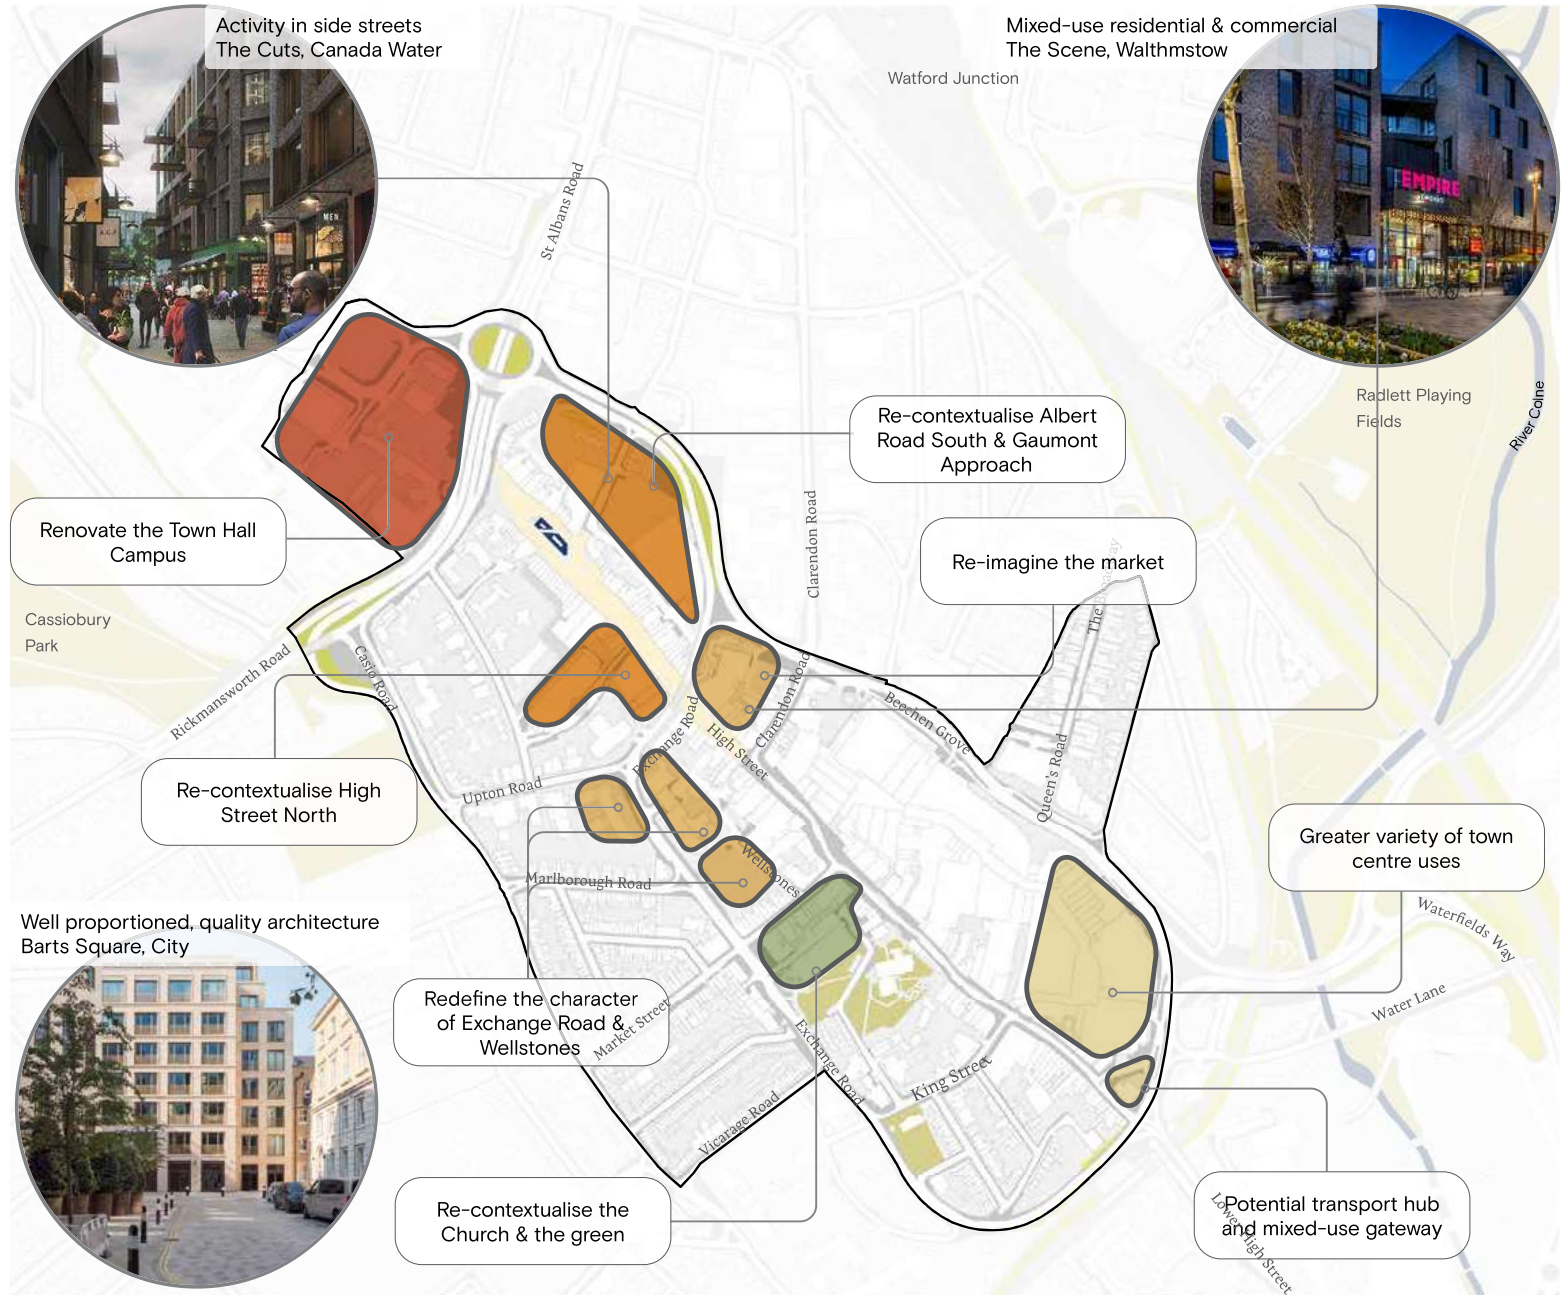 Activity in side streets
The Cuts, Canada Water
Mixed-use residential & commercial
The Scene, Walthmstow
Watford Junction
EMPIRE
MEN
A.G.F
St Albans Road
Radlett Playing
Fields
River Colne
Re-contextualise Albert
Road South & Gaumont
Approach
Renovate the Town Hall
Campus
Clarendon Road
Re-imagine the market
The Broadway
Cassiobury
Park
Rickmansworth Road
Casio Road
Clarendon Road
Exchange Road
High Street
Beechen Grove
Queen's Road
Re-contextualise High
Street North
Upton Road
Greater variety of town
centre uses
Wellstones
Marlborough Road
Waterfields Way
Water Lane
Well proportioned, quality architecture
Barts Square, City
Redefine the character
of Exchange Road &
Wellstones
Market Street
Exchange Road
King Street
Vicarage Road
Re-contextualise the
Church & the green
Potential transport hub
and mixed-use gateway
Lower High Street